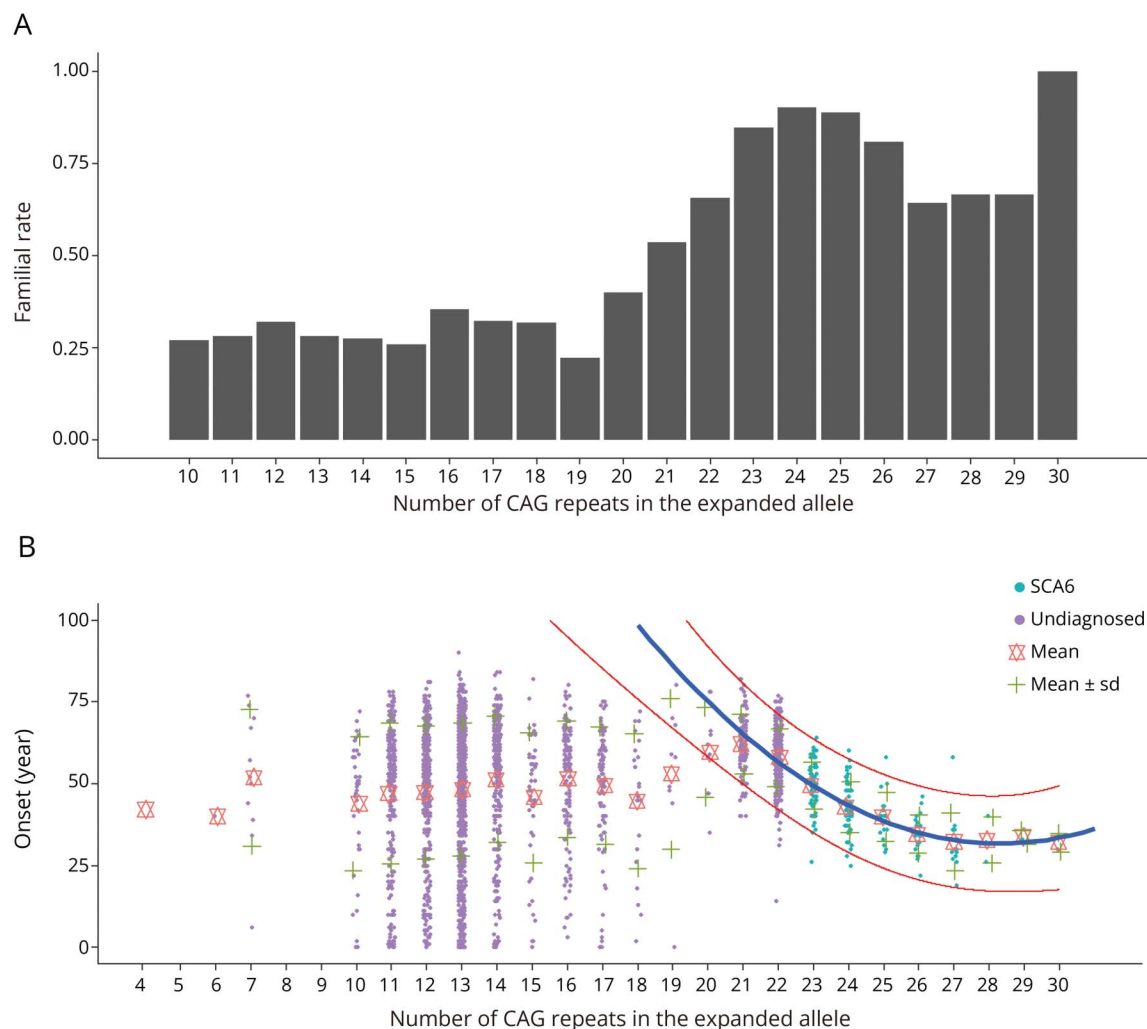 A
Familial rate
1.00
0.75
0.50
0.25
0.00
10 11 12 13 14 15 16 17 18 19 20 21 22 23 24 25 26 27 28 29 30
Number of CAG repeats in the expanded allele
B
SCA6
Undiagnosed
Mean
Mean ± sd
Onset (year)
100
75
50
25
0
4 5 6 7 8 9 10 11 12 13 14 15 16 17 18 19 20 21 22 23 24 25 26 27 28 29 30
Number of CAG repeats in the expanded allele